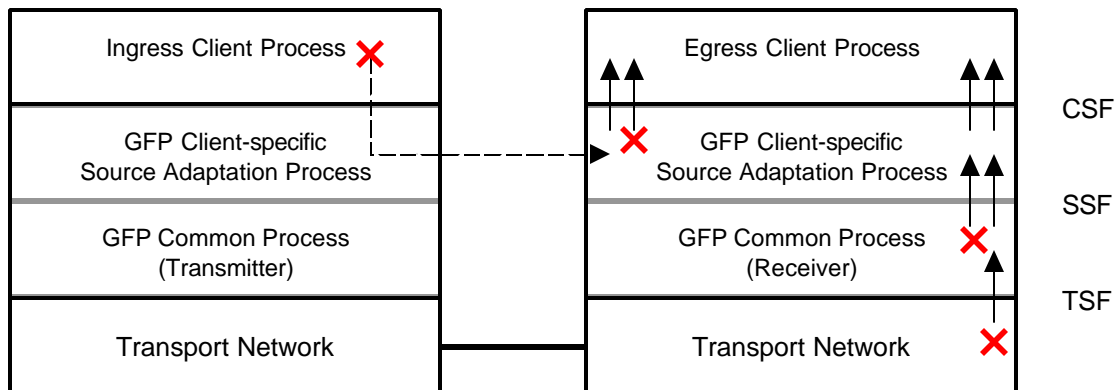 Ingress Client Process
GFP Client-specific
Source Adaptation Process
GFP Common Process
(Transmitter)
Transport Network
Egress Client Process
GFP Client-specific
Source Adaptation Process
GFP Common Process
(Receiver)
Transport Network
CSF
SSF
TSF